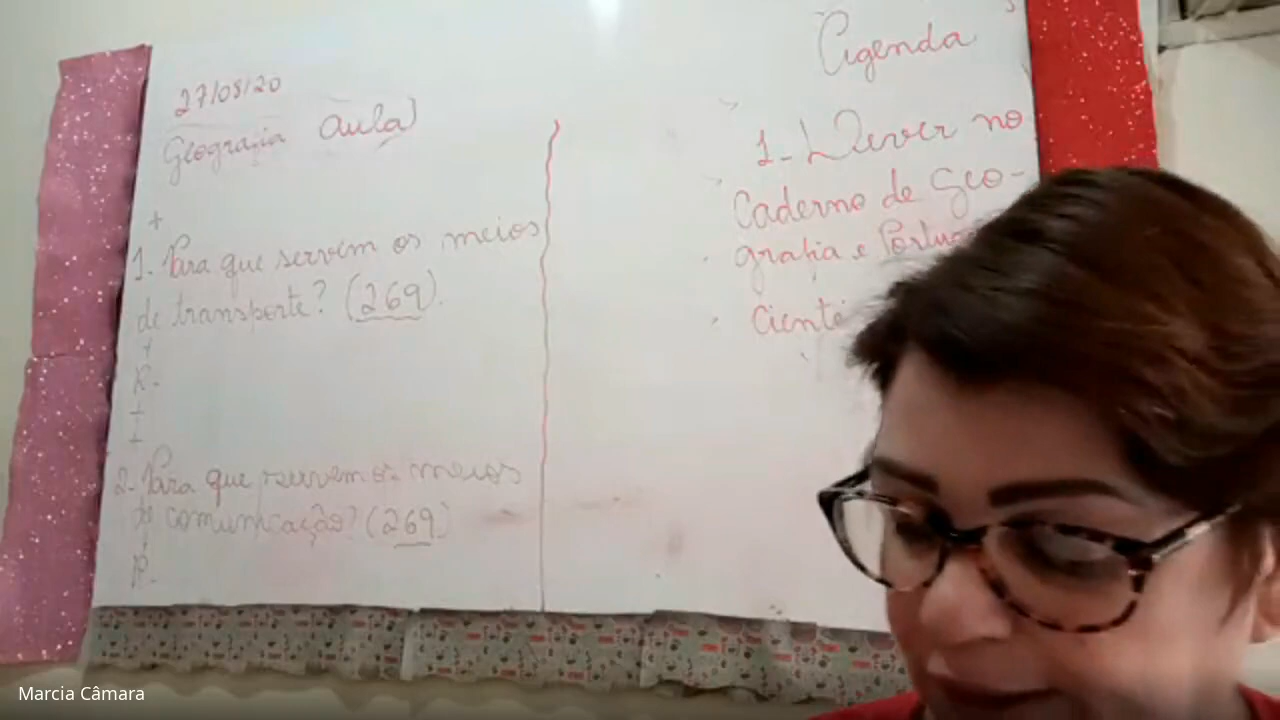 27/08/20
Geografia Aula
1. Para que servem os meios
de transporte? (269).
R.
2. Para que servem os meios
de comunicação? (269)
R.
Agenda
1- Dever no
Caderno de Geo-
grafia e
Marcia Câmara